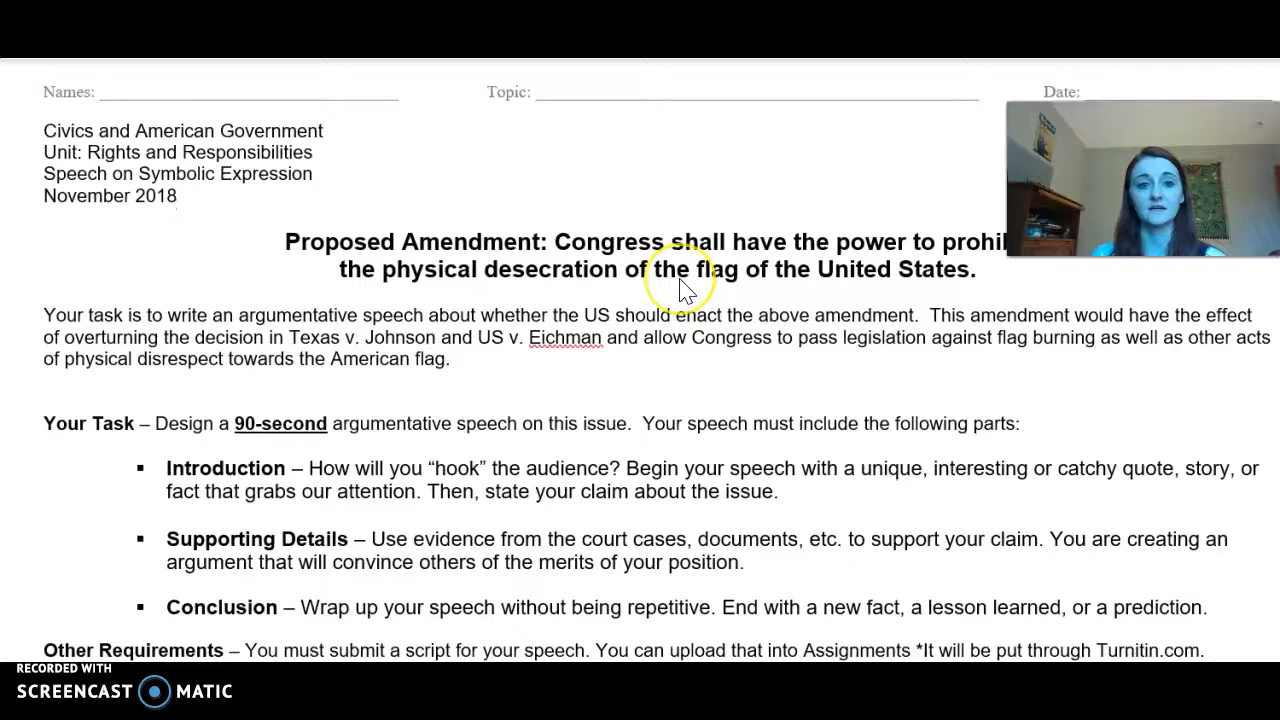 Names: Topic: Date:
Civics and American Government
Unit: Rights and Responsibilities
Speech on Symbolic Expression
November 2018
Proposed Amendment: Congress shall have the power to
the physical desecration of the flag of the United States.
Your task is to write an argumentative speech about whether the US should enact the above amendment. This amendment would have the effect
of overturning the decision in Texas v. Johnson and US v. Eichman and allow Congress to pass legislation against flag burning as well as other acts
of physical disrespect towards the American flag.
Your Task – Design a 90-second argumentative speech on this issue. Your speech must include the following parts:
▪ Introduction – How will you “hook” the audience? Begin your speech with a unique, interesting or catchy quote, story, or
fact that grabs our attention. Then, state your claim about the issue.
▪ Supporting Details – Use evidence from the court cases, documents, etc. to support your claim. You are creating an
argument that will convince others of the merits of your position.
▪ Conclusion – Wrap up your speech without being repetitive. End with a new fact, a lesson learned, or a prediction.
Other Requirements – You must submit a script for your speech. You can upload that into Assignments *It will be put through Turnitin.com.
RECORDED WITH
SCREENCAST MATIC